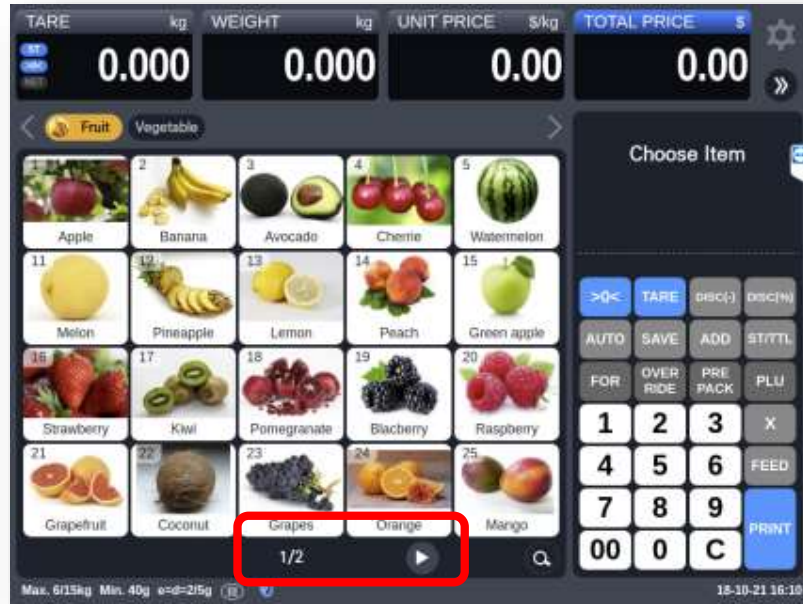 TARE kg WEIGHT kg UNIT PRICE $/kg TOTAL PRICE $
ST
>0<
NET
0.000 0.000 0.00 0.00
Fruit Vegetable
Choose Item
1 2 3 4 5
Apple Banana Avocado Cherrie Watermelon
11 12 13 14 15
Melon Pineapple Lemon Peach Green apple
16 17 18 19 20
Strawberry Kiwi Pomegranate Blacberry Raspberry
21 22 23 24 25
Grapefruit Coconut Grapes Orange Mango
1/2
>0< TARE DISC(-) DISC(%)
AUTO SAVE ADD ST/TTL
FOR OVER RIDE PRE PACK PLU
1 2 3 X
4 5 6 FEED
7 8 9 PRINT
00 0 C
Max. 6/15kg Min. 40g e=d=2/5g
18-10-21 16:10